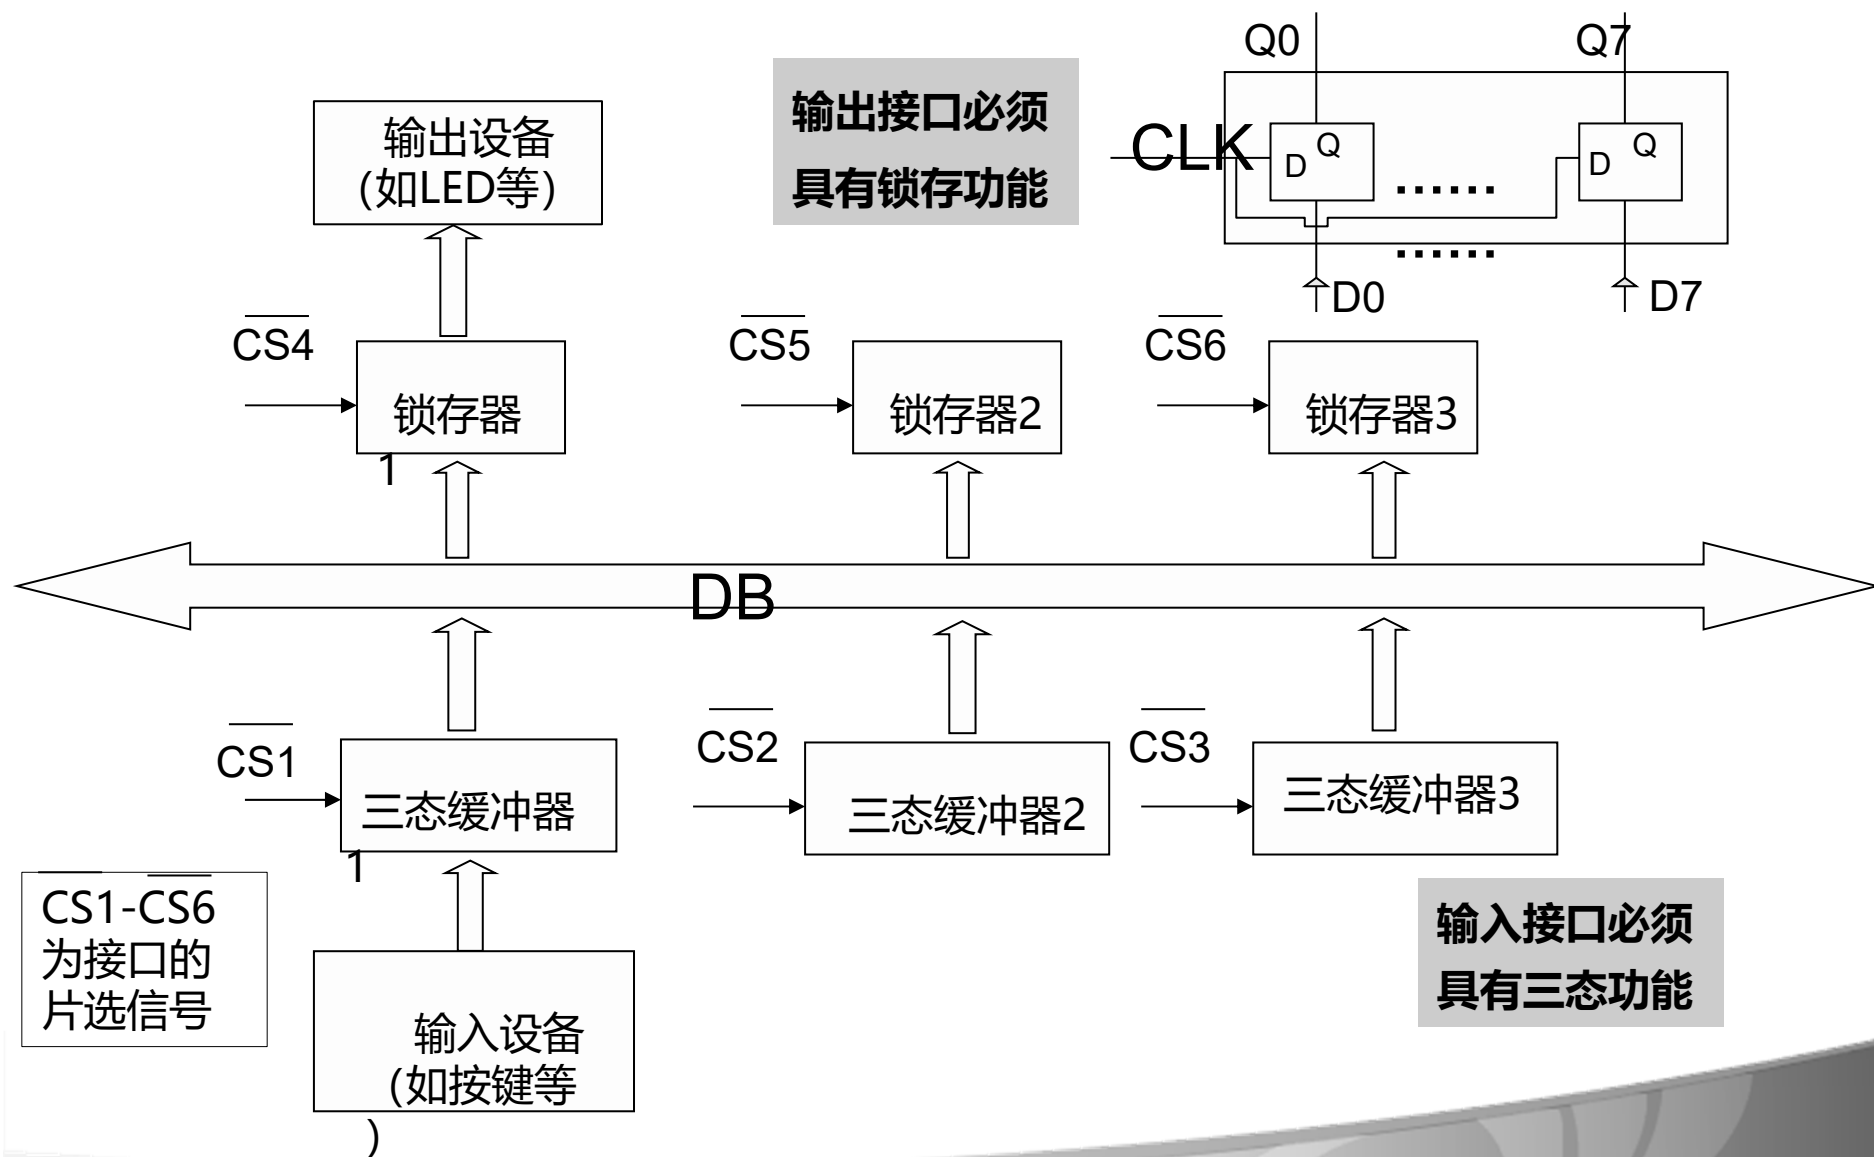 Q0
Q7
输出接口必须
具有锁存功能
CLK
D
Q
......
D
Q
......
D0
D7
输出设备
(如LED等)
CS4
锁存器
1
CS5
锁存器2
CS6
锁存器3
DB
CS1
三态缓冲器
1
CS2
三态缓冲器2
CS3
三态缓冲器3
CS1-CS6
为接口的
片选信号
输入设备
(如按键等
)
输入接口必须
具有三态功能